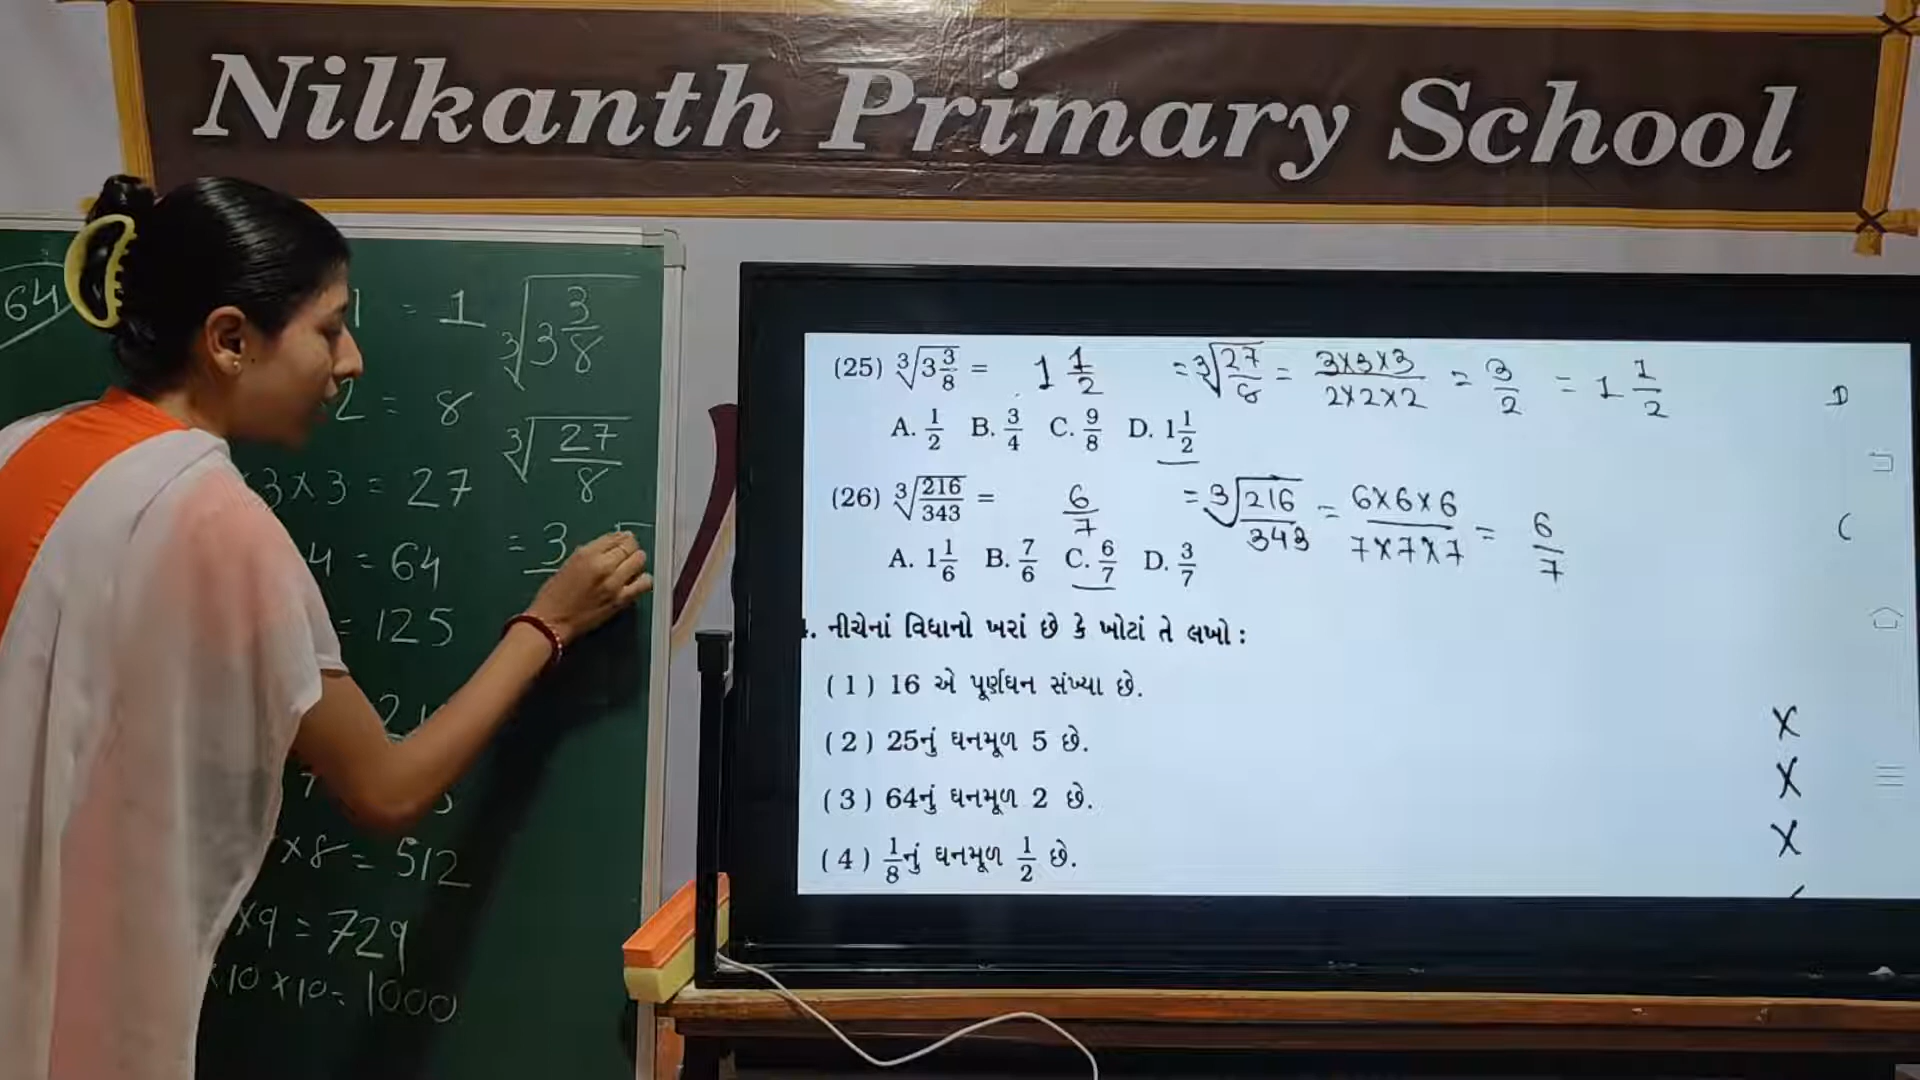 Nilkanth Primary School
64
1 = 1
2 = 8
3 × 3 = 27
4 = 64
= 125
× 8 = 512
× 9 = 729
× 10 × 10 = 1000
∛3 3/8
∛27/8
= 3
(25) ∛3 3/8 = 1 1/2 = ∛27/8 = 3×3×3/2×2×2 = 3/2 = 1 1/2 D
A. 1/2 B. 3/4 C. 9/8 D. 1 1/2
(26) ∛216/343 = 6/7 = ∛216/343 = 6×6×6/7×7×7 = 6/7 C
A. 1 1/6 B. 7/6 C. 6/7 D. 3/7
નીચેનાં વિધાનો ખરાં છે કે ખોટાં તે લખો :
( 1 ) 16 એ પૂર્ણઘન સંખ્યા છે. X
( 2 ) 25નું ઘનમૂળ 5 છે. X
( 3 ) 64નું ઘનમૂળ 2 છે. X
( 4 ) 1/8નું ઘનમૂળ 1/2 છે.